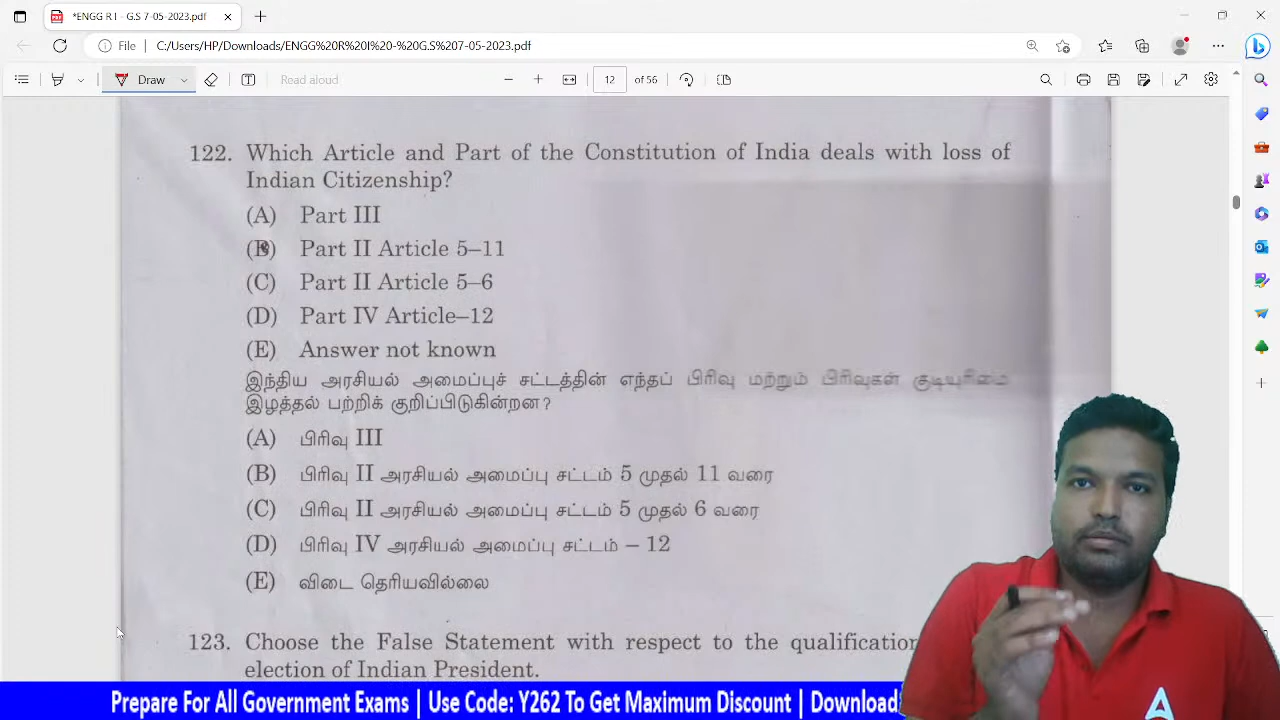 *ENGG R I - G.S 7-05-2023.pdf
File C:/Users/HP/Downloads/ENGG%20R%20I%20-%20G.S%207-05-2023.pdf
Draw Read aloud 12 of 56
122. Which Article and Part of the Constitution of India deals with loss of
Indian Citizenship?
(A) Part III
(B) Part II Article 5–11
(C) Part II Article 5–6
(D) Part IV Article–12
(E) Answer not known
இந்திய அரசியல் அமைப்புச் சட்டத்தின் எந்தப் பிரிவு மற்றும் பிரிவுகள் குடியுரிமை
இழத்தல் பற்றிக் குறிப்பிடுகின்றன?
(A) பிரிவு III
(B) பிரிவு II அரசியல் அமைப்பு சட்டம் 5 முதல் 11 வரை
(C) பிரிவு II அரசியல் அமைப்பு சட்டம் 5 முதல் 6 வரை
(D) பிரிவு IV அரசியல் அமைப்பு சட்டம் – 12
(E) விடை தெரியவில்லை
123. Choose the False Statement with respect to the qualification
election of Indian President.
Prepare For All Government Exams | Use Code: Y262 To Get Maximum Discount | Download